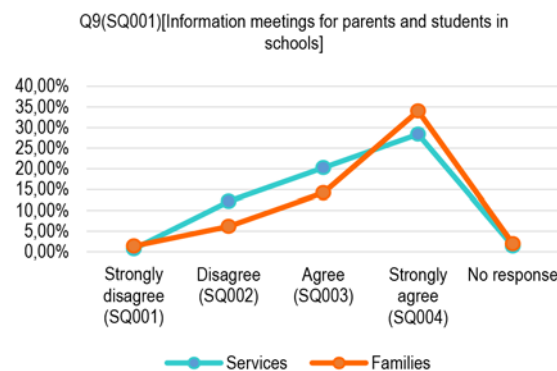 Q9(SQ001)[Information meetings for parents and students in
schools]
40,00%
35,00%
30,00%
25,00%
20,00%
15,00%
10,00%
5,00%
0,00%
Strongly
disagree
(SQ001)
Disagree
(SQ002)
Agree
(SQ003)
Strongly
agree
(SQ004)
No response
Services
Families